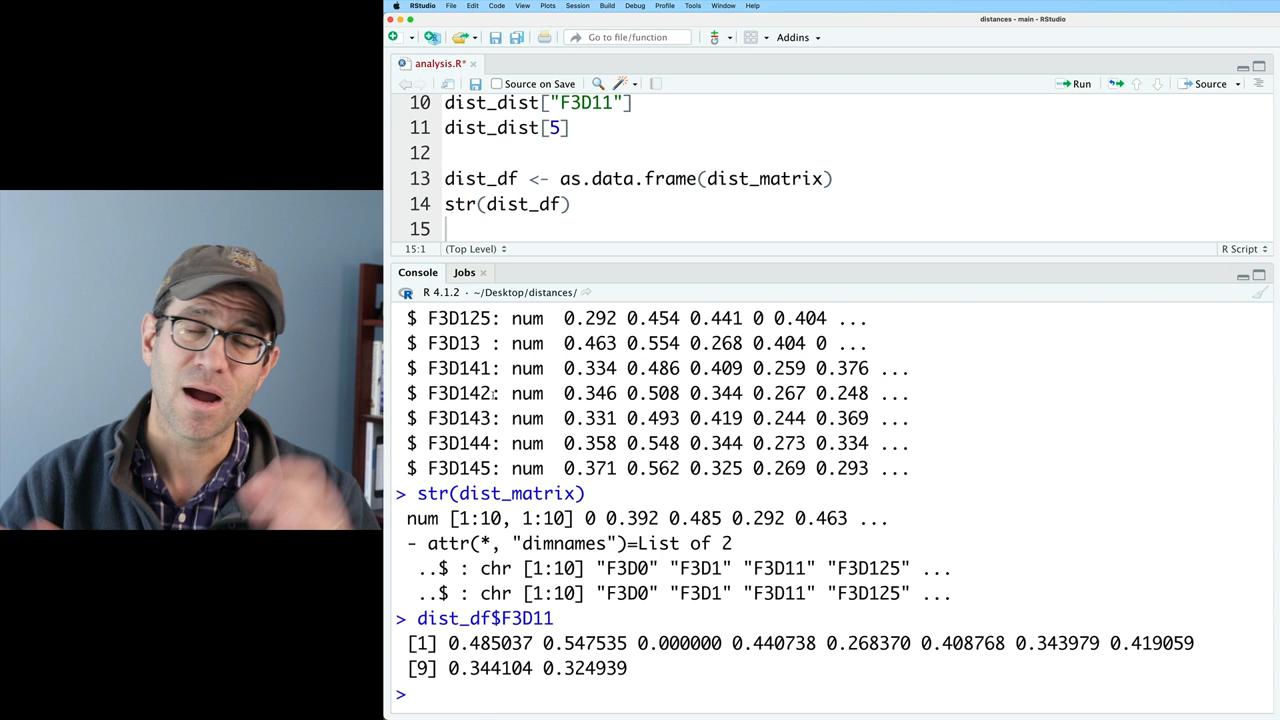 RStudio File Edit Code View Plots Session Build Debug Profile Tools Window Help
distances - main - RStudio
Go to file/function Addins
analysis.R*
Source on Save Run Source
10 dist_dist["F3D11"]
11 dist_dist[5]
12
13 dist_df <- as.data.frame(dist_matrix)
14 str(dist_df)
15
15:1 (Top Level) R Script
Console Jobs
R 4.1.2 · ~/Desktop/distances/
$ F3D125: num 0.292 0.454 0.441 0 0.404 ...
$ F3D13 : num 0.463 0.554 0.268 0.404 0 ...
$ F3D141: num 0.334 0.486 0.409 0.259 0.376 ...
$ F3D142: num 0.346 0.508 0.344 0.267 0.248 ...
$ F3D143: num 0.331 0.493 0.419 0.244 0.369 ...
$ F3D144: num 0.358 0.548 0.344 0.273 0.334 ...
$ F3D145: num 0.371 0.562 0.325 0.269 0.293 ...
> str(dist_matrix)
num [1:10, 1:10] 0 0.392 0.485 0.292 0.463 ...
- attr(*, "dimnames")=List of 2
..$ : chr [1:10] "F3D0" "F3D1" "F3D11" "F3D125" ...
..$ : chr [1:10] "F3D0" "F3D1" "F3D11" "F3D125" ...
> dist_df$F3D11
[1] 0.485037 0.547535 0.000000 0.440738 0.268370 0.408768 0.343979 0.419059
[9] 0.344104 0.324939
>